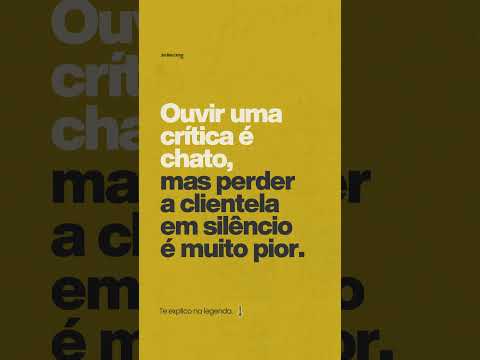 Ouvir uma
crítica é
chato,
mas perder
a clientela
em silêncio
é muito pior.
Te explico na legenda.